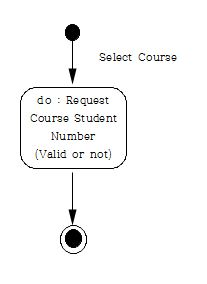 Select Course
do : Request
Course Student
Number
(Valid or not)